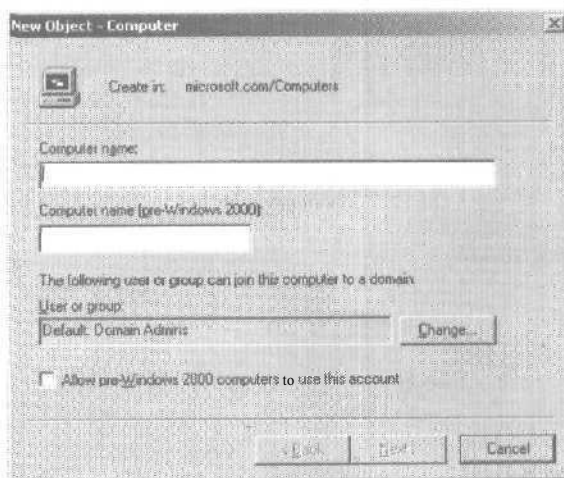 New Object - Computer
Create in: microsoft.com/Computers
Computer name:
Computer name (pre-Windows 2000):
The following user or group can join this computer to a domain.
User or group:
Default: Domain Admins
Change...
Allow pre-Windows 2000 computers to use this account
< Back
Next >
Cancel